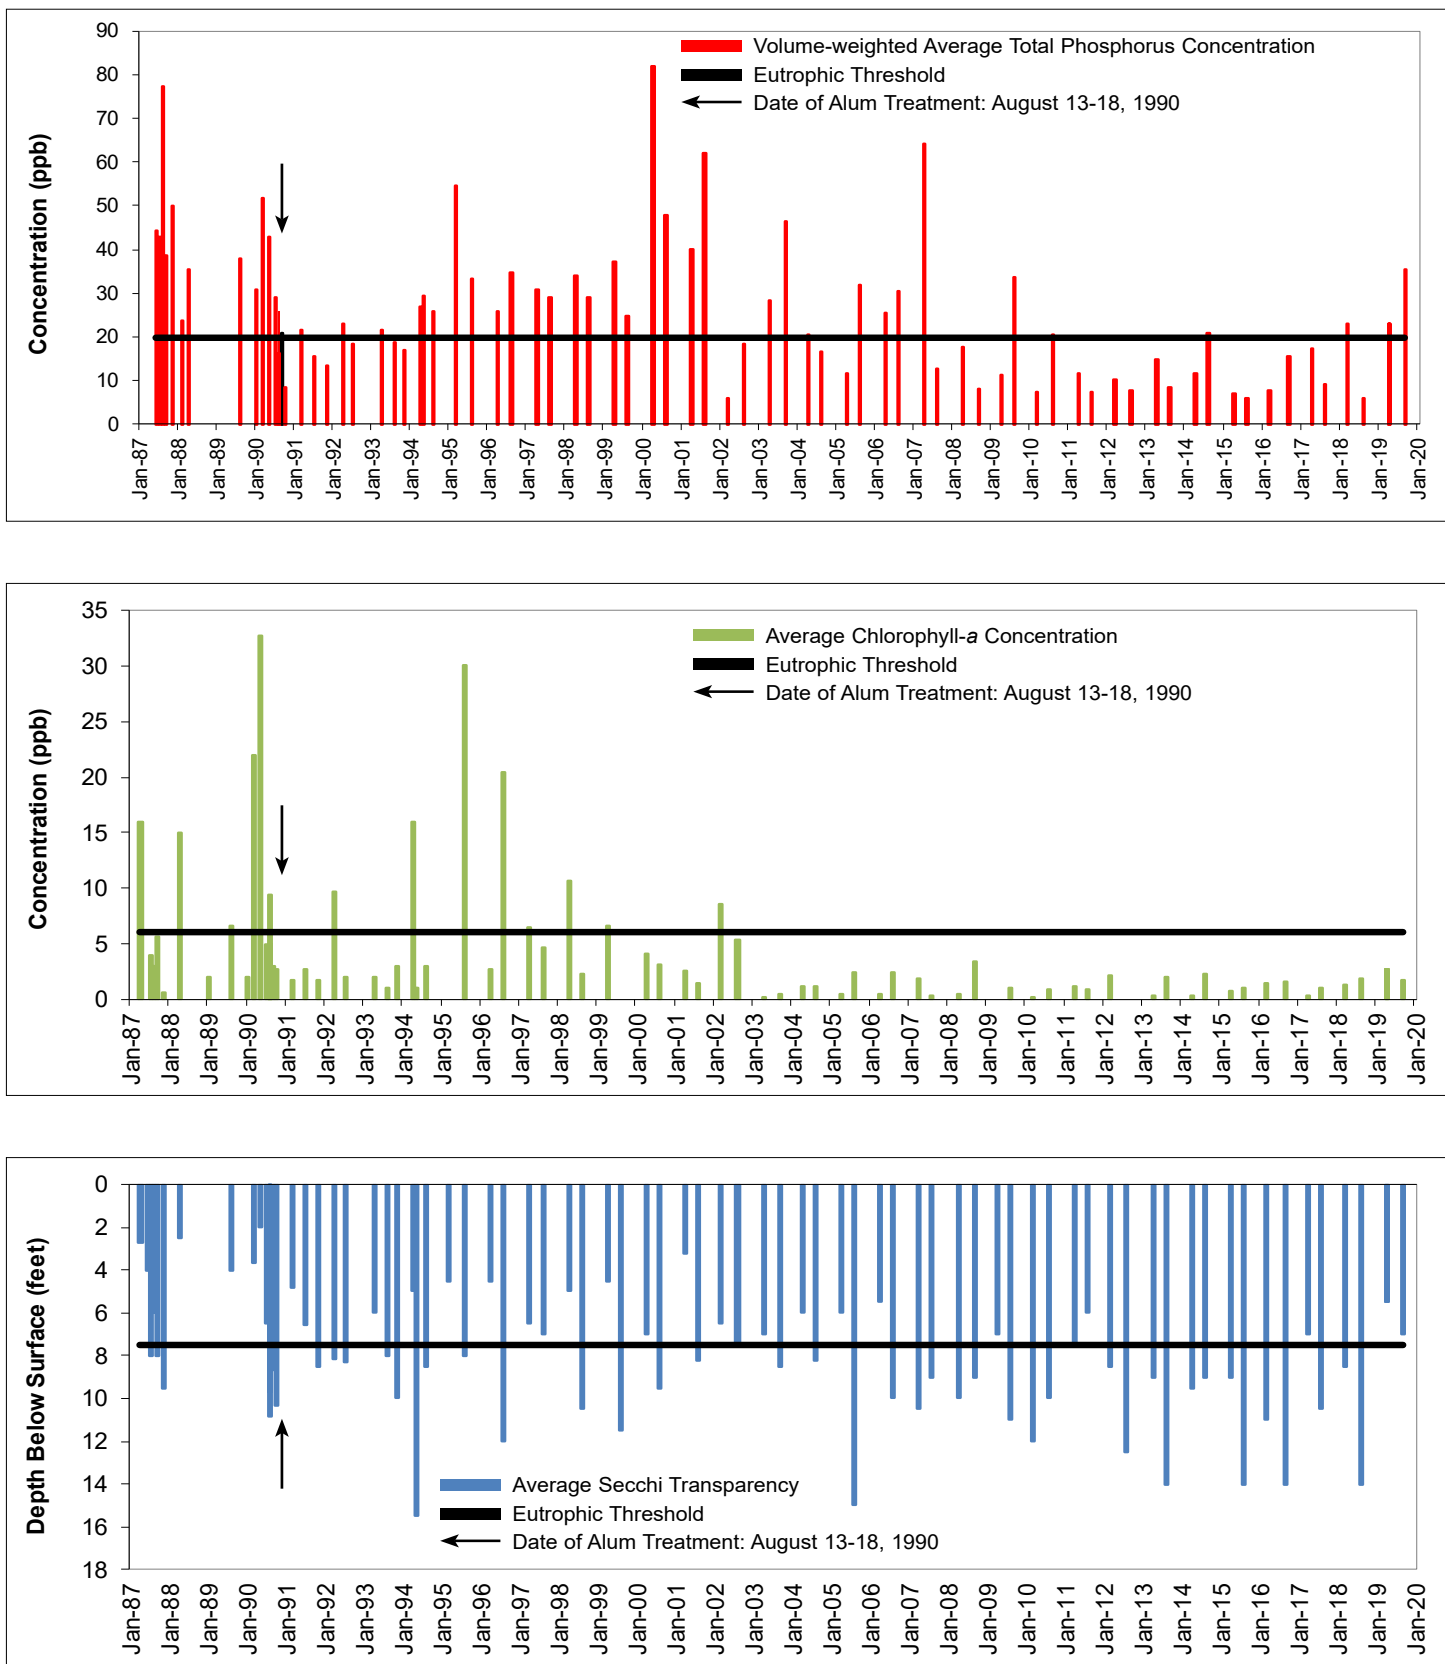 90
80
70
60
50
40
30
20
10
0
Concentration (ppb)
Volume-weighted Average Total Phosphorus Concentration
Eutrophic Threshold
Date of Alum Treatment: August 13-18, 1990
Jan-87 Jan-88 Jan-89 Jan-90 Jan-91 Jan-92 Jan-93 Jan-94 Jan-95 Jan-96 Jan-97 Jan-98 Jan-99 Jan-00 Jan-01 Jan-02 Jan-03 Jan-04 Jan-05 Jan-06 Jan-07 Jan-08 Jan-09 Jan-10 Jan-11 Jan-12 Jan-13 Jan-14 Jan-15 Jan-16 Jan-17 Jan-18 Jan-19 Jan-20
35
30
25
20
15
10
5
0
Concentration (ppb)
Average Chlorophyll-a Concentration
Eutrophic Threshold
Date of Alum Treatment: August 13-18, 1990
Jan-87 Jan-88 Jan-89 Jan-90 Jan-91 Jan-92 Jan-93 Jan-94 Jan-95 Jan-96 Jan-97 Jan-98 Jan-99 Jan-00 Jan-01 Jan-02 Jan-03 Jan-04 Jan-05 Jan-06 Jan-07 Jan-08 Jan-09 Jan-10 Jan-11 Jan-12 Jan-13 Jan-14 Jan-15 Jan-16 Jan-17 Jan-18 Jan-19 Jan-20
0
2
4
6
8
10
12
14
16
18
Depth Below Surface (feet)
Average Secchi Transparency
Eutrophic Threshold
Date of Alum Treatment: August 13-18, 1990
Jan-87 Jan-88 Jan-89 Jan-90 Jan-91 Jan-92 Jan-93 Jan-94 Jan-95 Jan-96 Jan-97 Jan-98 Jan-99 Jan-00 Jan-01 Jan-02 Jan-03 Jan-04 Jan-05 Jan-06 Jan-07 Jan-08 Jan-09 Jan-10 Jan-11 Jan-12 Jan-13 Jan-14 Jan-15 Jan-16 Jan-17 Jan-18 Jan-19 Jan-20